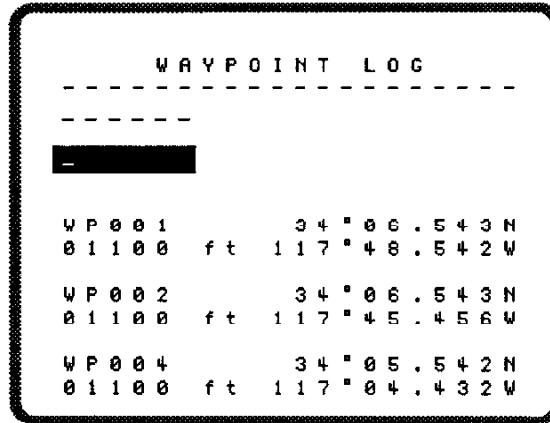 WAYPOINT LOG
- - - - - - - - - - - - - - - - - - - - -
- - - - - -
_
WP001 34°06.543N
01100 ft 117°48.542W
WP002 34°06.543N
01100 ft 117°45.456W
WP004 34°05.542N
01100 ft 117°04.432W